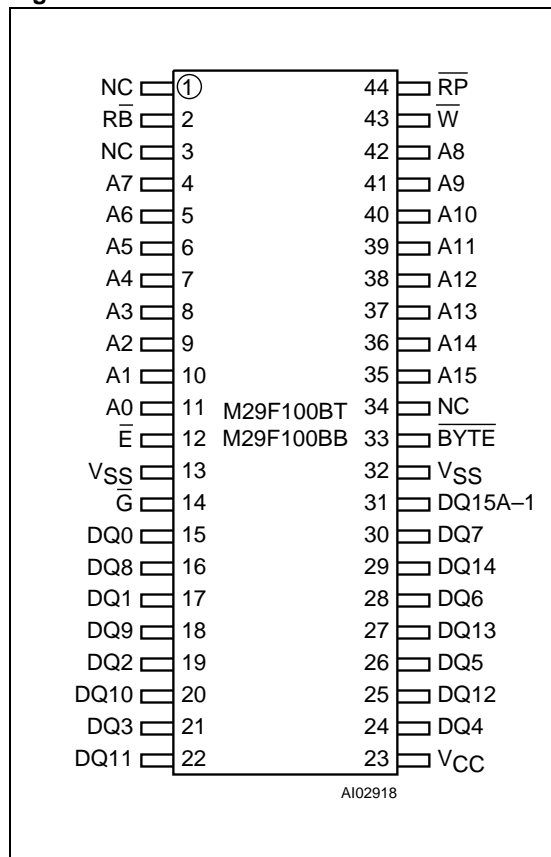 NC 1 44 R̅P̅
RB̅ 2 43 W̅
NC 3 42 A8
A7 4 41 A9
A6 5 40 A10
A5 6 39 A11
A4 7 38 A12
A3 8 37 A13
A2 9 36 A14
A1 10 35 A15
A0 11 M29F100BT 34 NC
E̅ 12 M29F100BB 33 B̅Y̅T̅E̅
VSS 13 32 VSS
G̅ 14 31 DQ15A–1
DQ0 15 30 DQ7
DQ8 16 29 DQ14
DQ1 17 28 DQ6
DQ9 18 27 DQ13
DQ2 19 26 DQ5
DQ10 20 25 DQ12
DQ3 21 24 DQ4
DQ11 22 23 VCC
AI02918